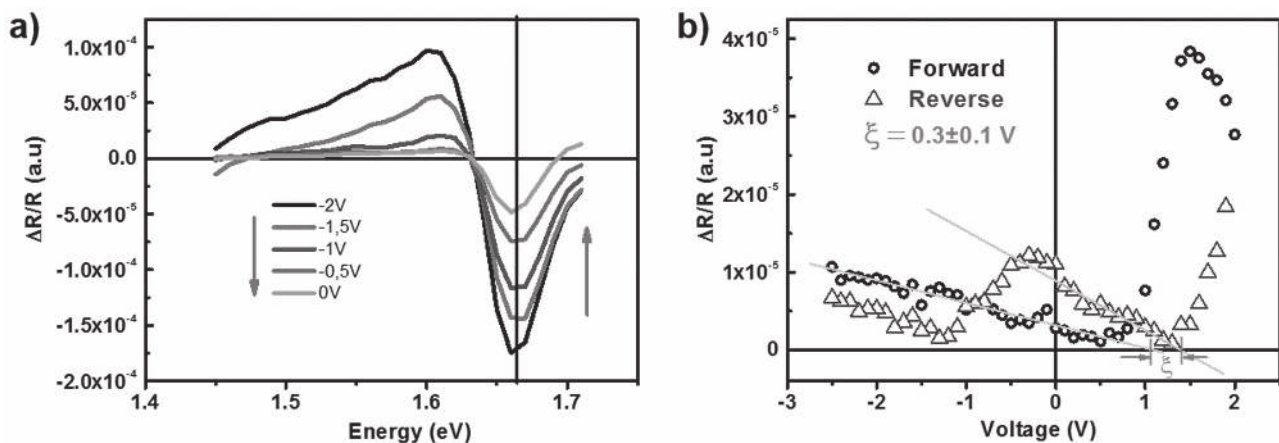 a)
ΔR/R (a.u)
1.0x10⁻⁴
5.0x10⁻⁵
0.0
-5.0x10⁻⁵
-1.0x10⁻⁴
-1.5x10⁻⁴
-2.0x10⁻⁴
-2V
-1,5V
-1V
-0,5V
0V
1.4 1.5 1.6 1.7
Energy (eV)
b)
ΔR/R (a.u)
4x10⁻⁵
3x10⁻⁵
2x10⁻⁵
1x10⁻⁵
0
Forward
Reverse
ξ = 0.3±0.1 V
ξ
-3 -2 -1 0 1 2
Voltage (V)